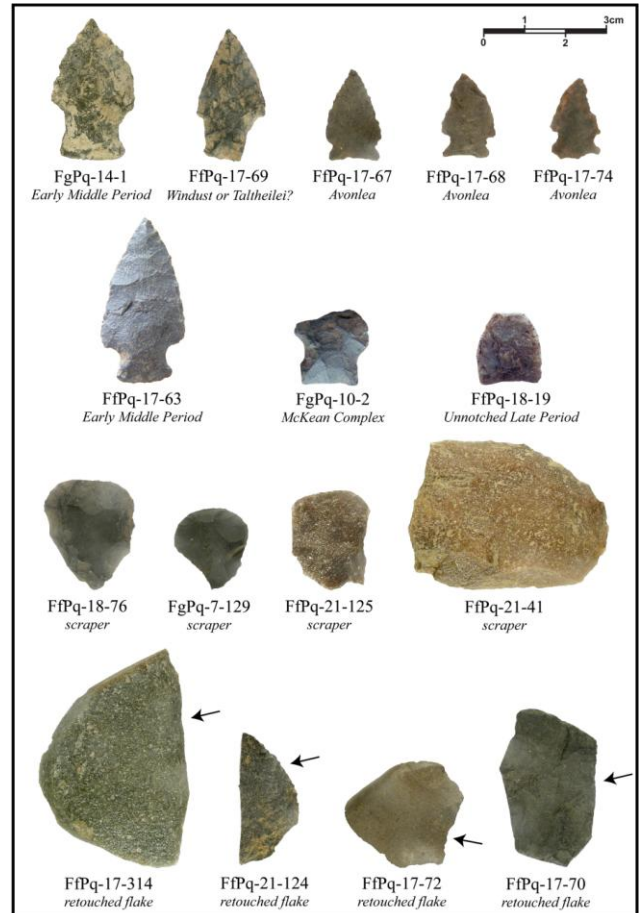 1 3cm
0 2
FgPq-14-1 FfPq-17-69 FfPq-17-67 FfPq-17-68 FfPq-17-74
Early Middle Period Windust or Taltheilei? Avonlea Avonlea Avonlea
FfPq-17-63 FgPq-10-2 FfPq-18-19
Early Middle Period McKean Complex Unnotched Late Period
FfPq-18-76 FgPq-7-129 FfPq-21-125 FfPq-21-41
scraper scraper scraper scraper
FfPq-17-314 FfPq-21-124 FfPq-17-72 FfPq-17-70
retouched flake retouched flake retouched flake retouched flake